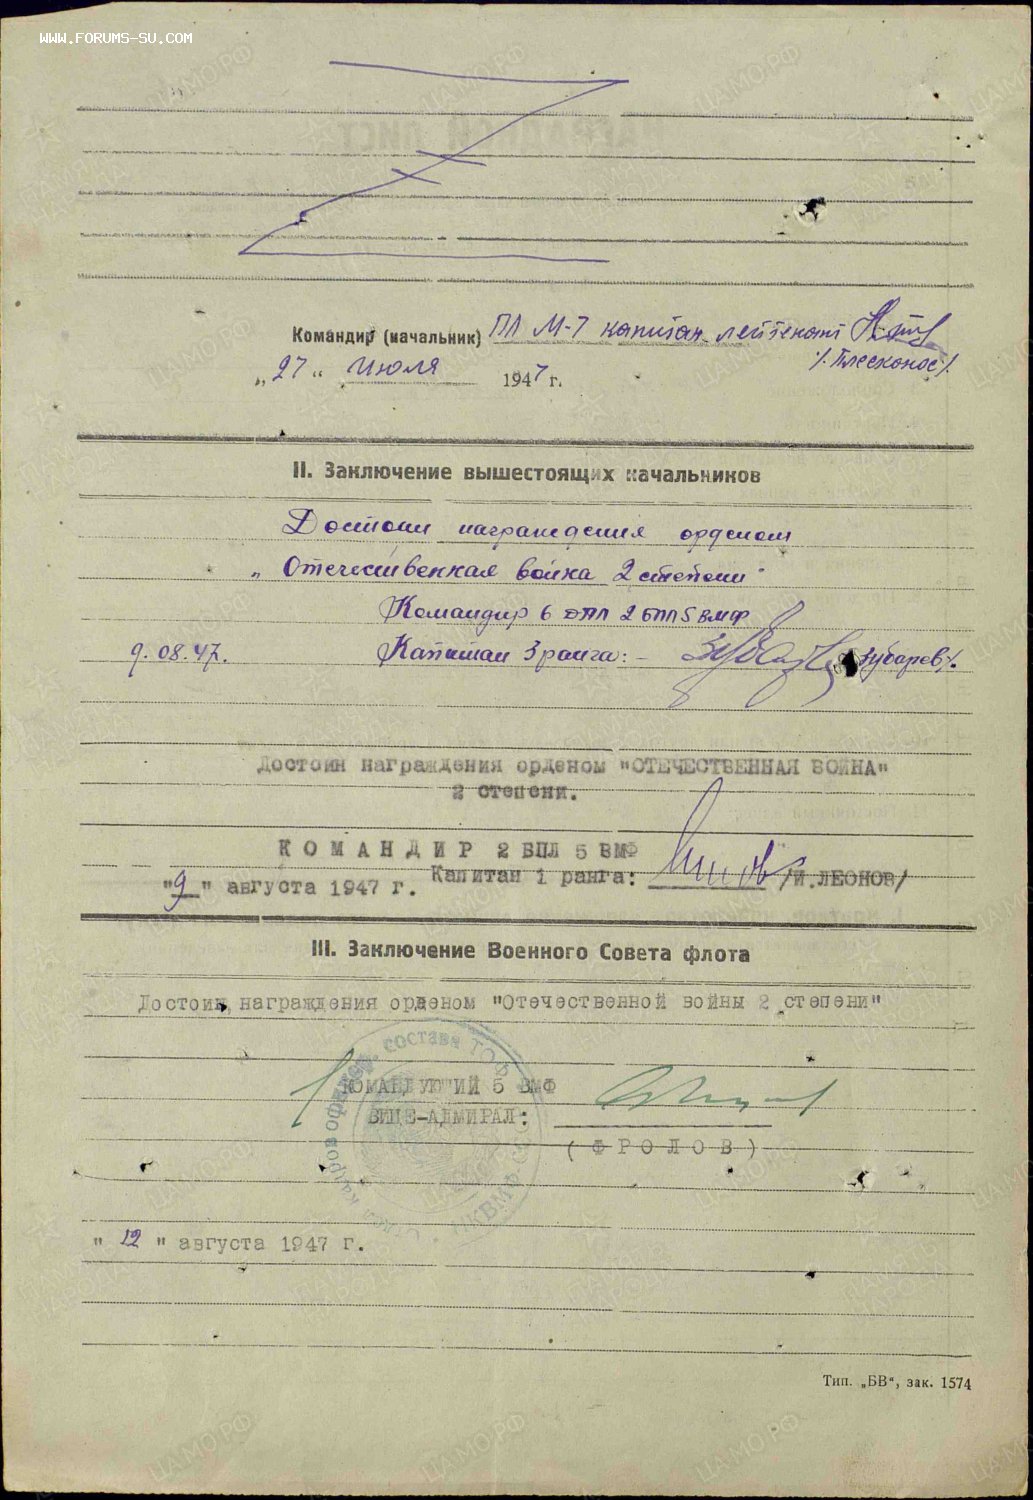 WWW.FORUMS-SU.COM
Командир (начальник) ПЛ М-7 капитан-лейтенант
/Плесконос/
„27“ Июля 1947 г.
II. Заключение вышестоящих начальников
Достоин награждения орденом
„Отечественная война 2 степени"
Командир 6 ДПЛ 2 БПЛ 5 ВМФ
9.08.47. Капитан 3 ранга: - Зубарев/.
Достоин награждения орденом "ОТЕЧЕСТВЕННАЯ ВОЙНА"
2 степени.
КОМАНДИР 2 БПЛ 5 ВМФ
Капитан 1 ранга: /И.ЛЕОНОВ/
"9" августа 1947 г.
III. Заключение Военного Совета флота
Достоин награждения орденом "Отечественной войны 2 степени"
КОМАНДУЮЩИЙ 5 ВМФ
ВИЦЕ-АДМИРАЛ:
(ФРОЛОВ)
"12" августа 1947 г.
Тип. „БВ“, зак. 1574